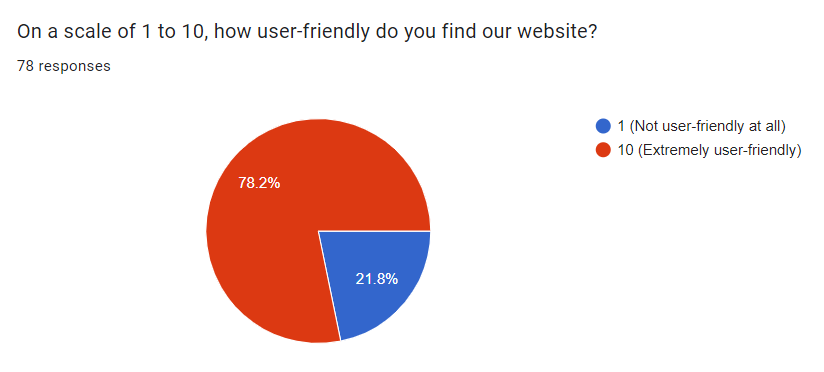 On a scale of 1 to 10, how user-friendly do you find our website?
78 responses
1 (Not user-friendly at all)
10 (Extremely user-friendly)
78.2%
21.8%